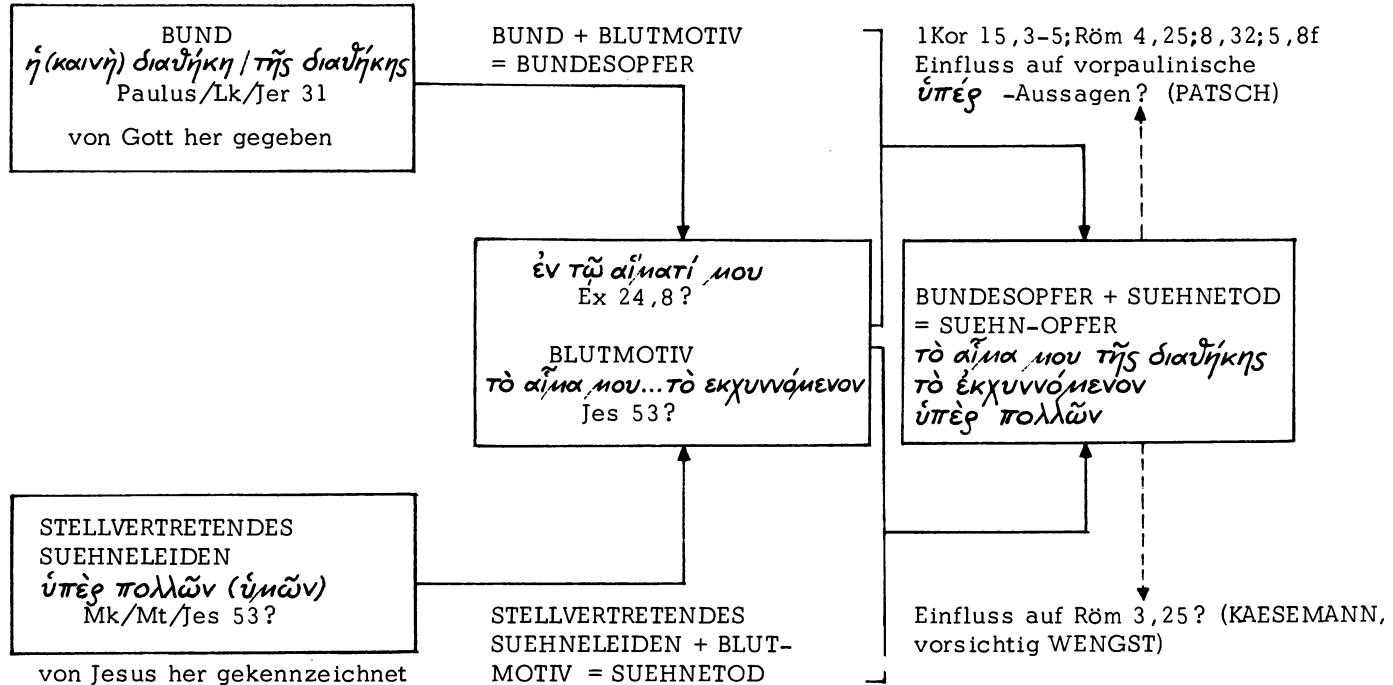 BUND
ἡ (καινὴ) διαθήκη / τῆς διαθήκης
Paulus/Lk/Jer 31
von Gott her gegeben
BUND + BLUTMOTIV
= BUNDESOPFER
1Kor 15,3-5; Röm 4,25; 8,32; 5,8f
Einfluss auf vorpaulinische
ὑπέρ -Aussagen? (PATSCH)
ἐν τῷ αἵματί μου
Ex 24,8?
BLUTMOTIV
τὸ αἷμα μου...τὸ εκχυννόμενον
Jes 53?
BUNDESOPFER + SUEHNETOD
= SUEHN-OPFER
τὸ αἷμα μου τῆς διαθήκης
τὸ ἐκχυννόμενόν
ὑπὲρ πολλῶν
STELLVERTRETENDES
SUEHNELEIDEN
ὑπὲρ πολλῶν (ὑμῶν)
Mk/Mt/Jes 53?
von Jesus her gekennzeichnet
STELLVERTRETENDES
SUEHNELEIDEN + BLUT-
MOTIV = SUEHNETOD
Einfluss auf Röm 3,25? (KAESEMANN,
vorsichtig WENGST)